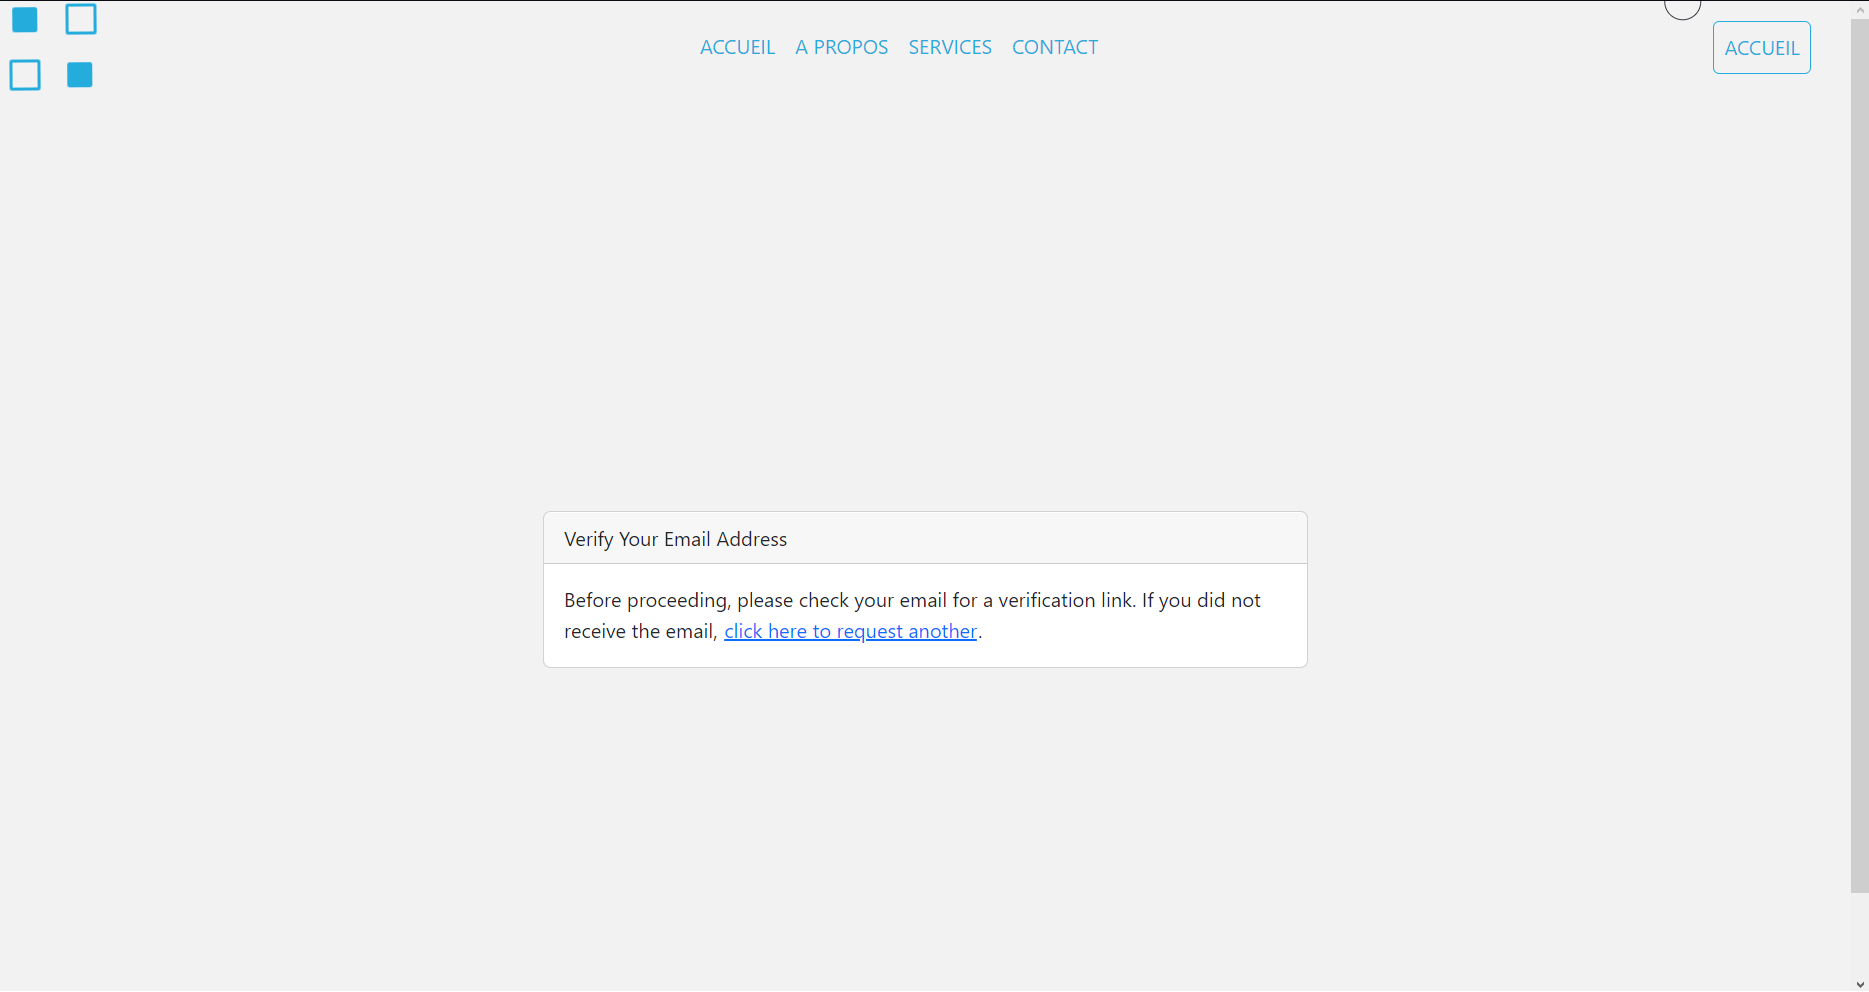 ACCUEIL A PROPOS SERVICES CONTACT
ACCUEIL
Verify Your Email Address
Before proceeding, please check your email for a verification link. If you did not
receive the email, click here to request another.